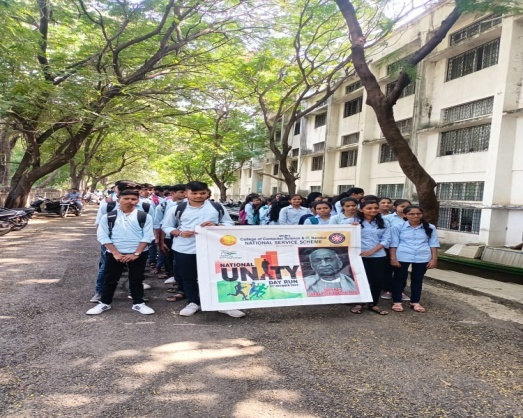 College of Computer Science & IT,
NATIONAL SERVICE SCHEME
NATIONAL
UNITY
DAY RUN